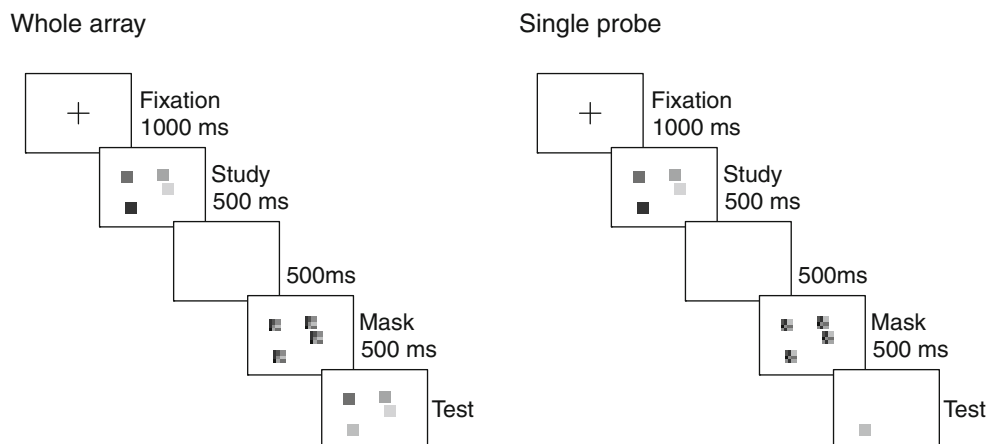 Whole array
Fixation
1000 ms
Study
500 ms
500ms
Mask
500 ms
Test
Single probe
Fixation
1000 ms
Study
500 ms
500ms
Mask
500 ms
Test